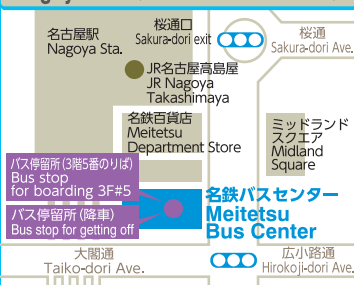 名古屋駅
Nagoya Sta.
桜通口
Sakura-dori exit
桜通
Sakura-dori Ave.
JR名古屋高島屋
JR Nagoya
Takashimaya
名鉄百貨店
Meitetsu
Department Store
ミッドランド
スクエア
Midland
Square
バス停留所(3階5番のりば)
Bus stop
for boarding 3F#5
バス停留所(降車)
Bus stop for getting off
名鉄バスセンター
Meitetsu
Bus Center
太閤通
Taiko-dori Ave.
広小路通
Hirokoji-dori Ave.